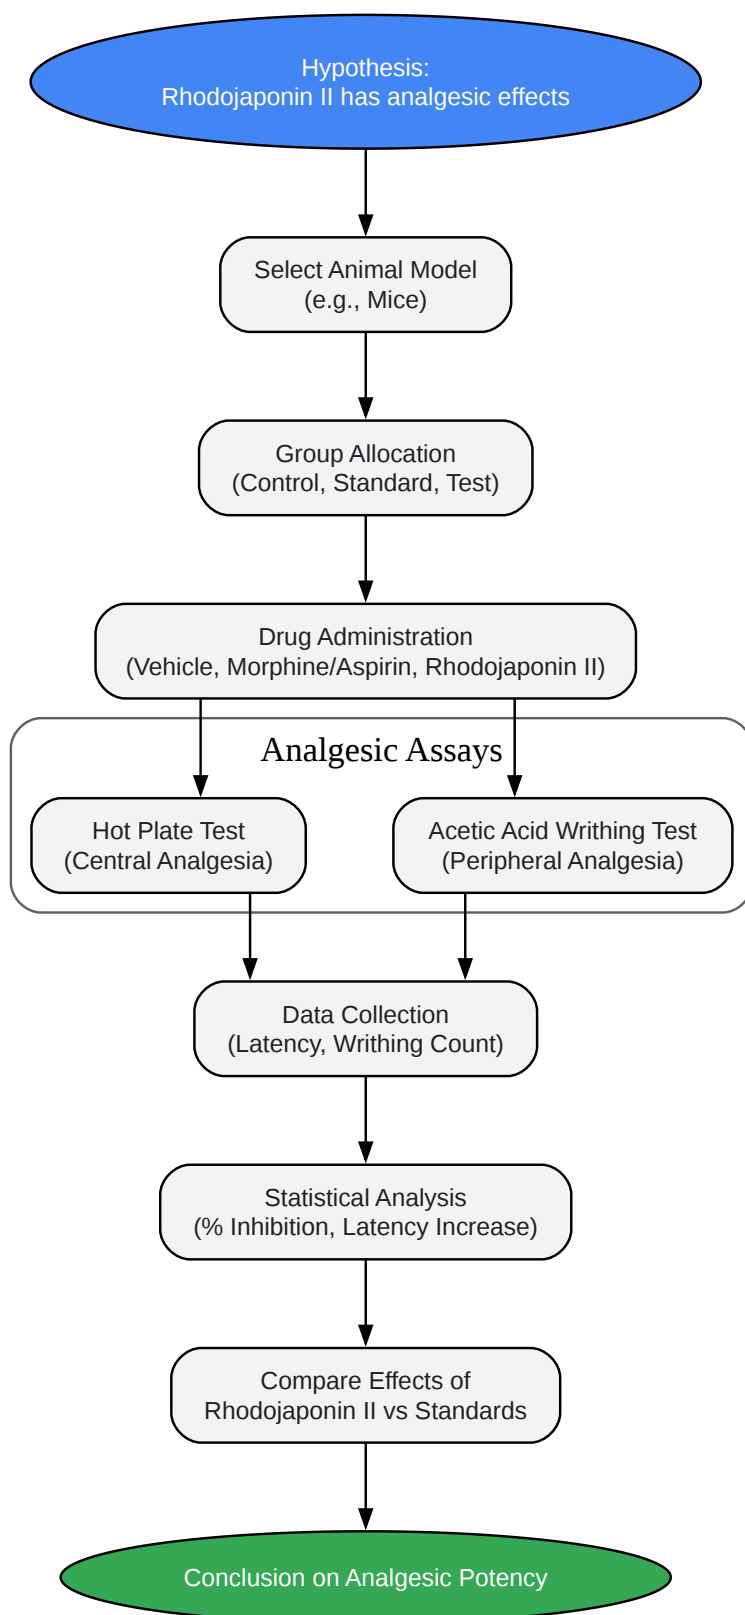 Hypothesis:
Rhodojaponin II has analgesic effects
Select Animal Model
(e.g., Mice)
Group Allocation
(Control, Standard, Test)
Drug Administration
(Vehicle, Morphine/Aspirin, Rhodojaponin II)
Analgesic Assays
Hot Plate Test
(Central Analgesia)
Acetic Acid Writhing Test
(Peripheral Analgesia)
Data Collection
(Latency, Writhing Count)
Statistical Analysis
(% Inhibition, Latency Increase)
Compare Effects of
Rhodojaponin II vs Standards
Conclusion on Analgesic Potency